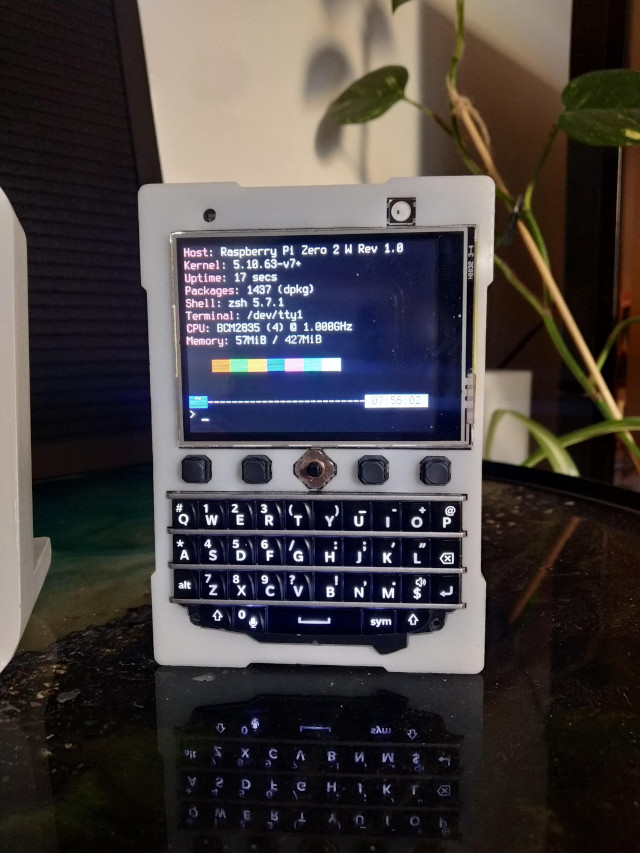 Host: Raspberry Pi Zero 2 W Rev 1.0
Kernel: 5.10.63-v7+
Uptime: 17 secs
Packages: 1437 (dpkg)
Shell: zsh 5.7.1
Terminal: /dev/tty1
CPU: BCM2835 (4) @ 1.000GHz
Memory: 57MiB / 427MiB
~ 07:56:02
> _
# 1 2 3 ( ) _ - + @
Q W E R T Y U I O P
* 4 5 6 / : ; ' "
A S D F G H J K L
alt 7 8 9 ? ! , .
Z X C V B N M $
0 sym